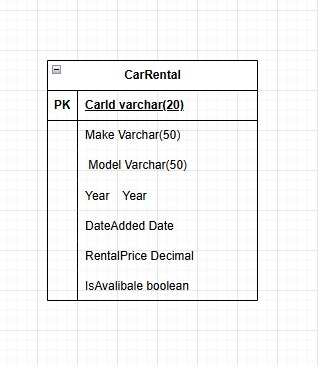 CarRental
PK CarId varchar(20)
Make Varchar(50)
Model Varchar(50)
Year Year
DateAdded Date
RentalPrice Decimal
IsAvalibale boolean